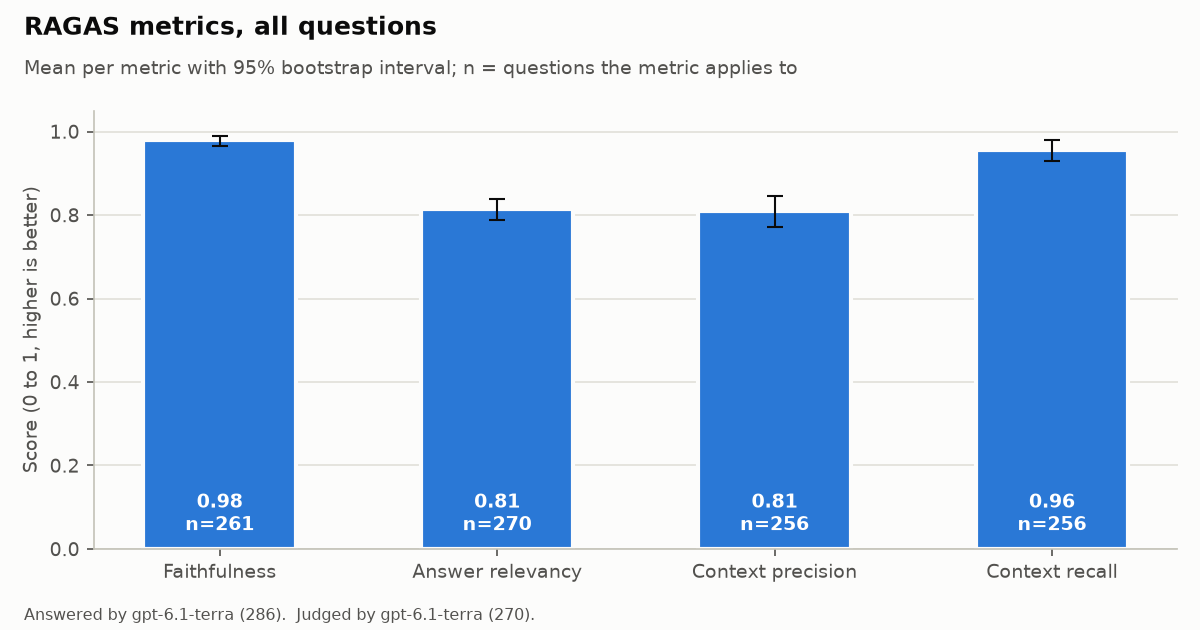 RAGAS metrics, all questions
Mean per metric with 95% bootstrap interval; n = questions the metric applies to
Score (0 to 1, higher is better)
1.0
0.8
0.6
0.4
0.2
0.0
0.98
n=261
0.81
n=270
0.81
n=256
0.96
n=256
Faithfulness
Answer relevancy
Context precision
Context recall
Answered by gpt-6.1-terra (286).  Judged by gpt-6.1-terra (270).